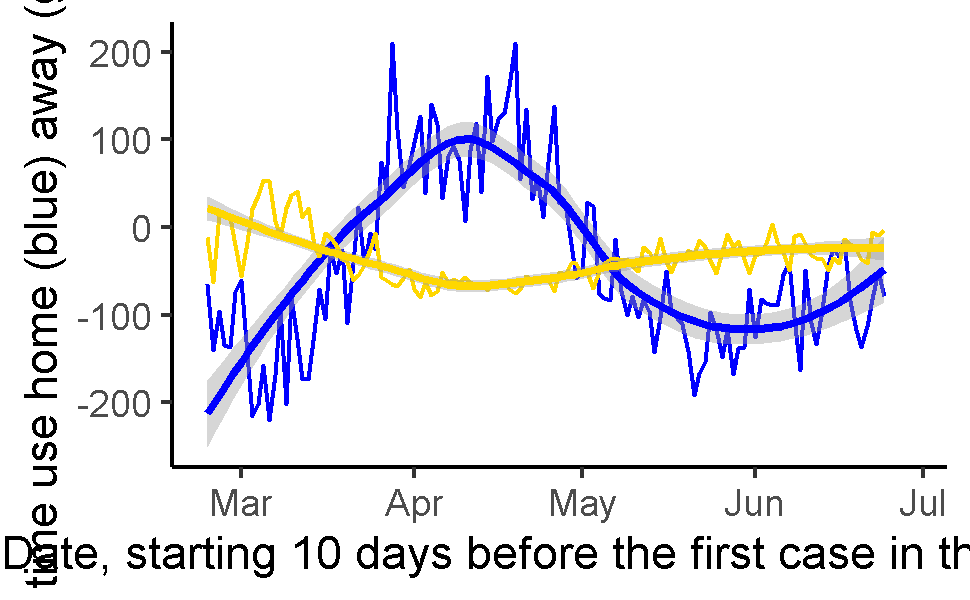 time use home (blue) away (
200
100
0
-100
-200
Mar Apr May Jun Jul
Date, starting 10 days before the first case in th